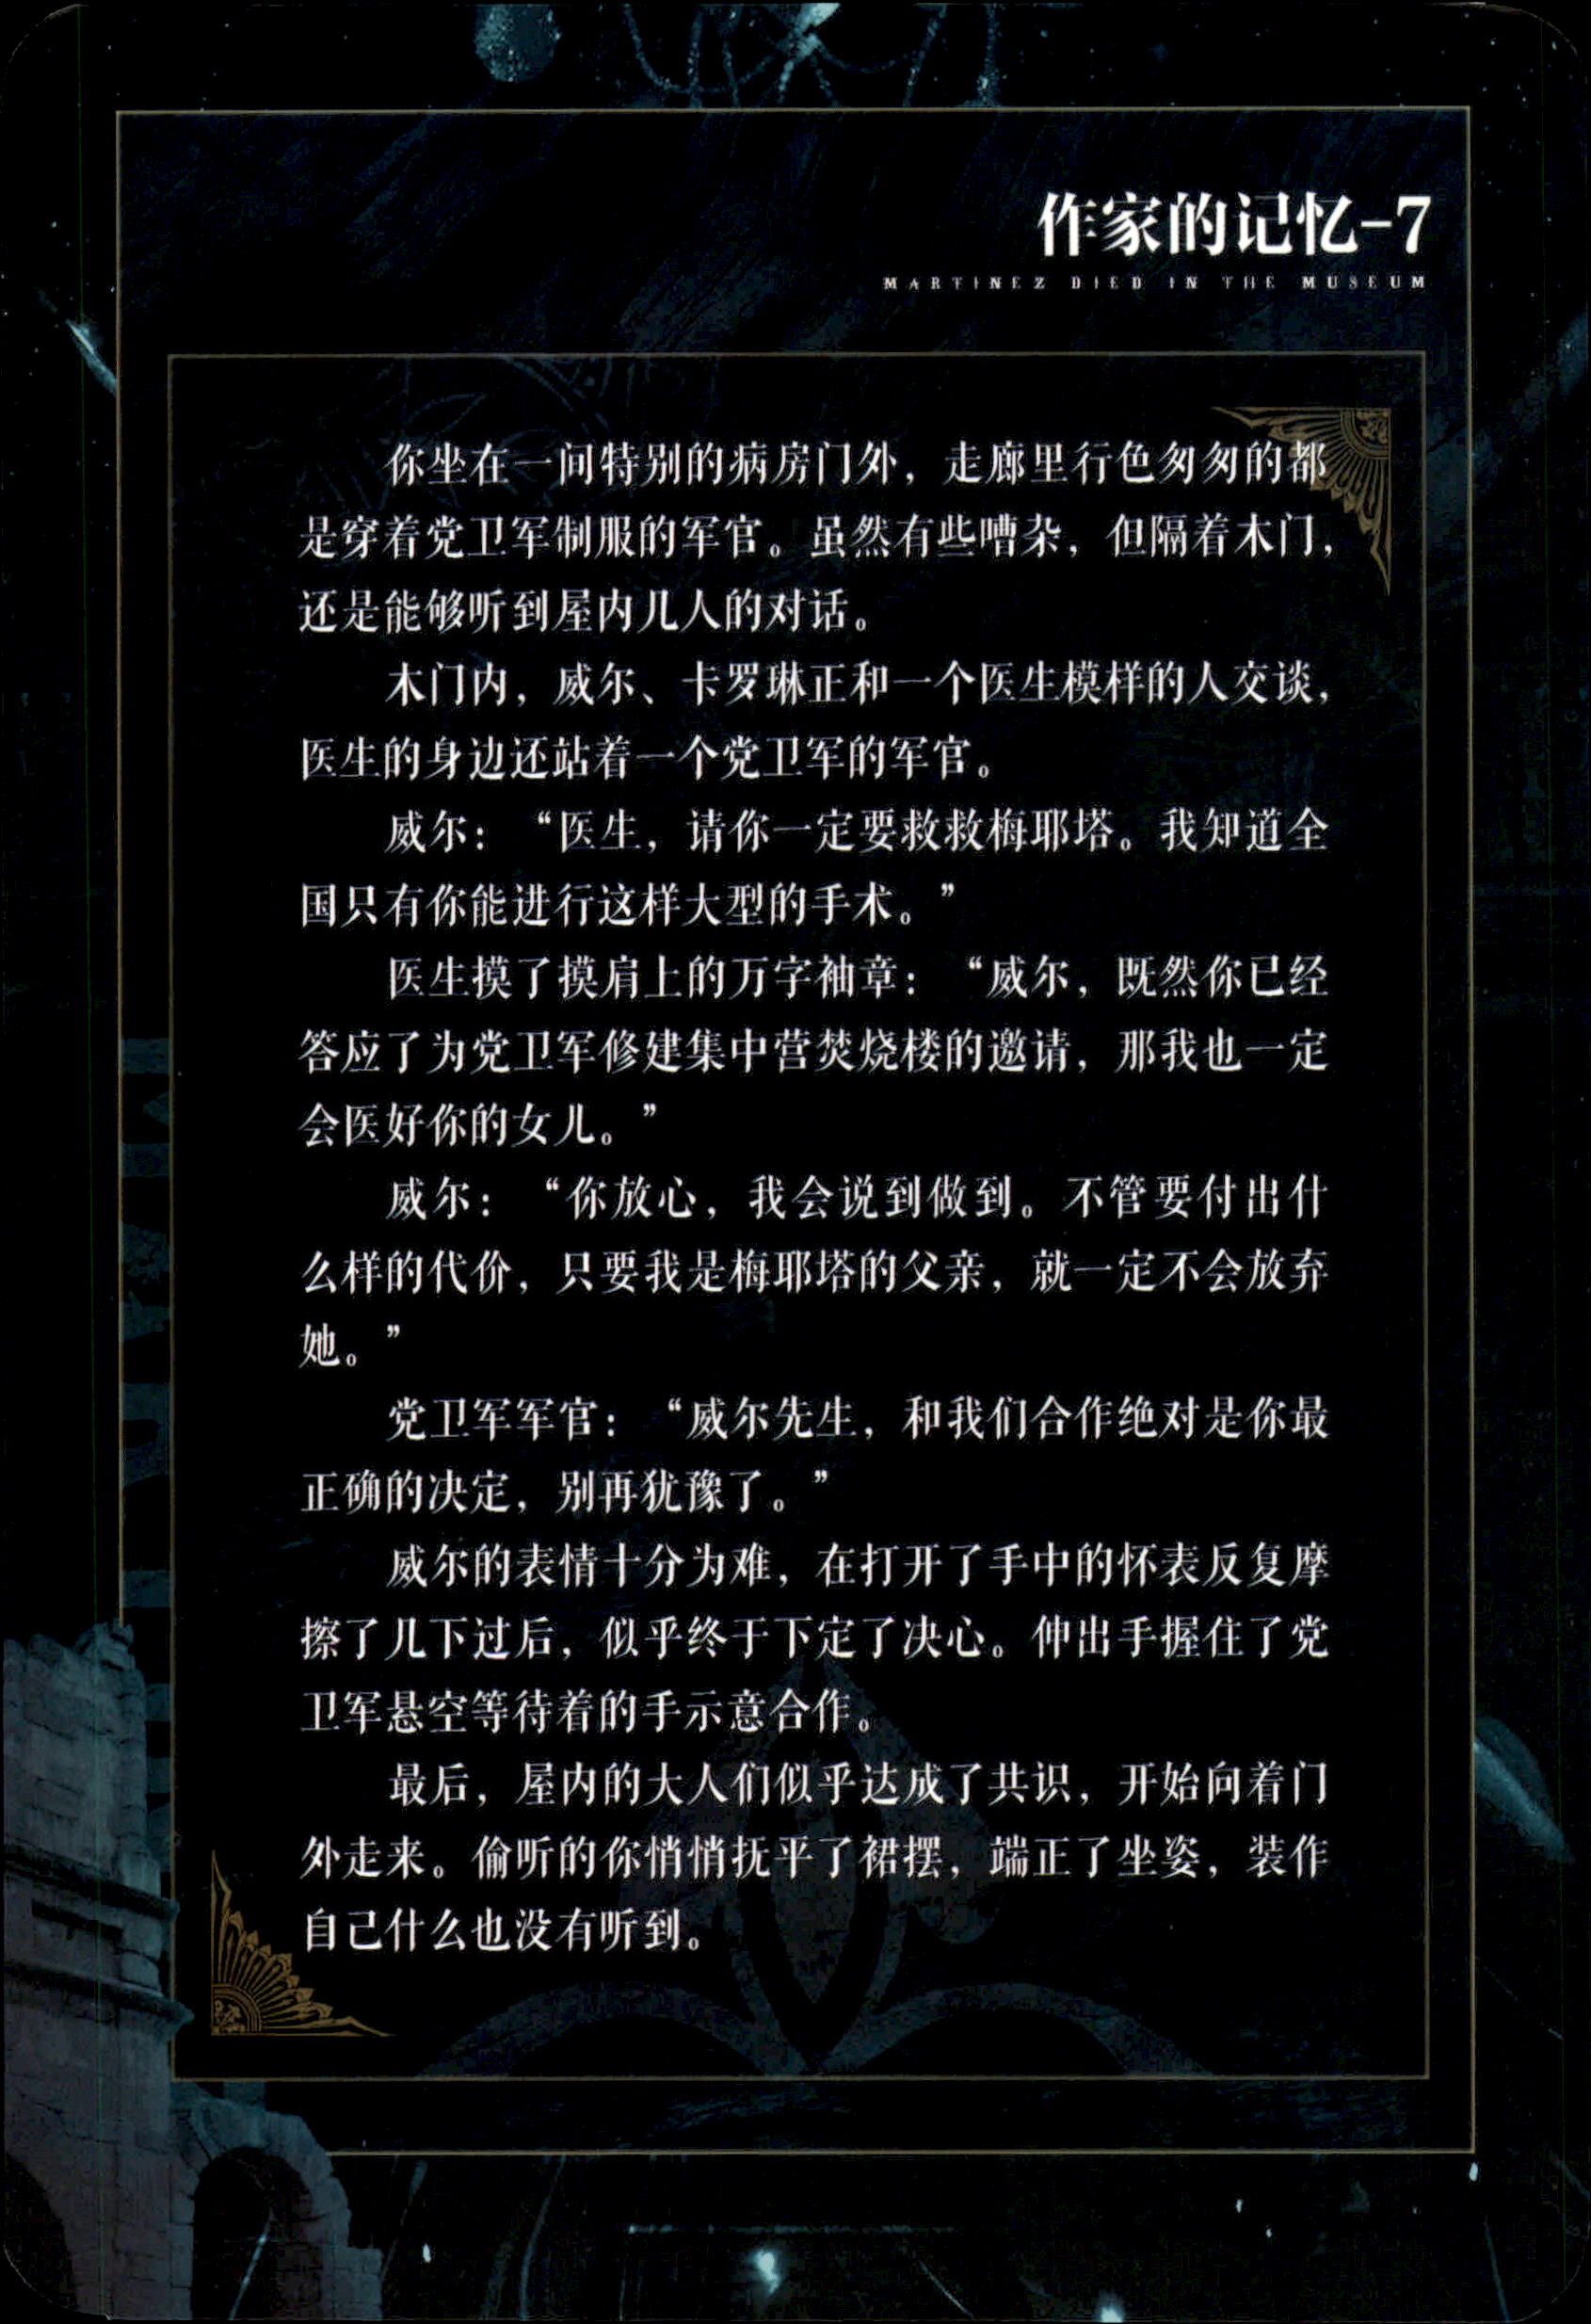 作家的记忆-7
MARTINEZ DIED IN THE MUSEUM
你坐在一间特别的病房门外，走廊里行色匆匆的都
是穿着党卫军制服的军官。虽然有些嘈杂，但隔着木门，
还是能够听到屋内几人的对话。
木门内，威尔、卡罗琳正和一个医生模样的人交谈，
医生的身边还站着一个党卫军的军官。
威尔：“医生，请你一定要救救梅耶塔。我知道全
国只有你能进行这样大型的手术。”
医生摸了摸肩上的万字袖章：“威尔，既然你已经
答应了为党卫军修建集中营焚烧楼的邀请，那我也一定
会医好你的女儿。”
威尔：“你放心，我会说到做到。不管要付出什
么样的代价，只要我是梅耶塔的父亲，就一定不会放弃
她。”
党卫军军官：“威尔先生，和我们合作绝对是你最
正确的决定，别再犹豫了。”
威尔的表情十分为难，在打开了手中的怀表反复摩
擦了几下过后，似乎终于下定了决心。伸出手握住了党
卫军悬空等待着的手示意合作。
最后，屋内的大人们似乎达成了共识，开始向着门
外走来。偷听的你悄悄抚平了裙摆，端正了坐姿，装作
自己什么也没有听到。